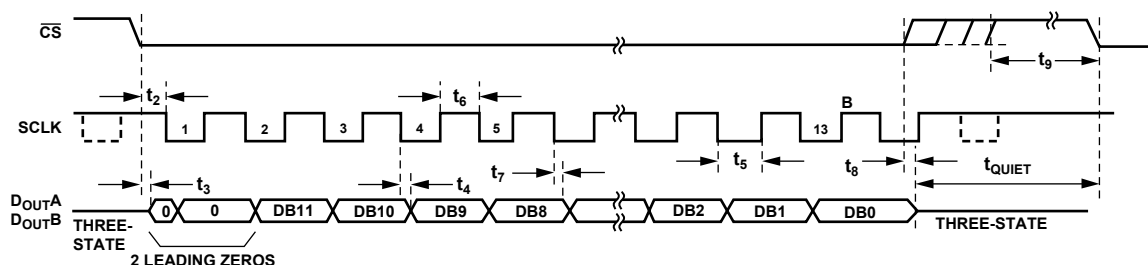 CS
t9
t2
t6
B
SCLK
1
2
3
4
5
13
t5
t8
tQUIET
t3
t4
t7
DOUTA
DOUTB
0
0
DB11
DB10
DB9
DB8
DB2
DB1
DB0
THREE-
STATE
THREE-STATE
2 LEADING ZEROS